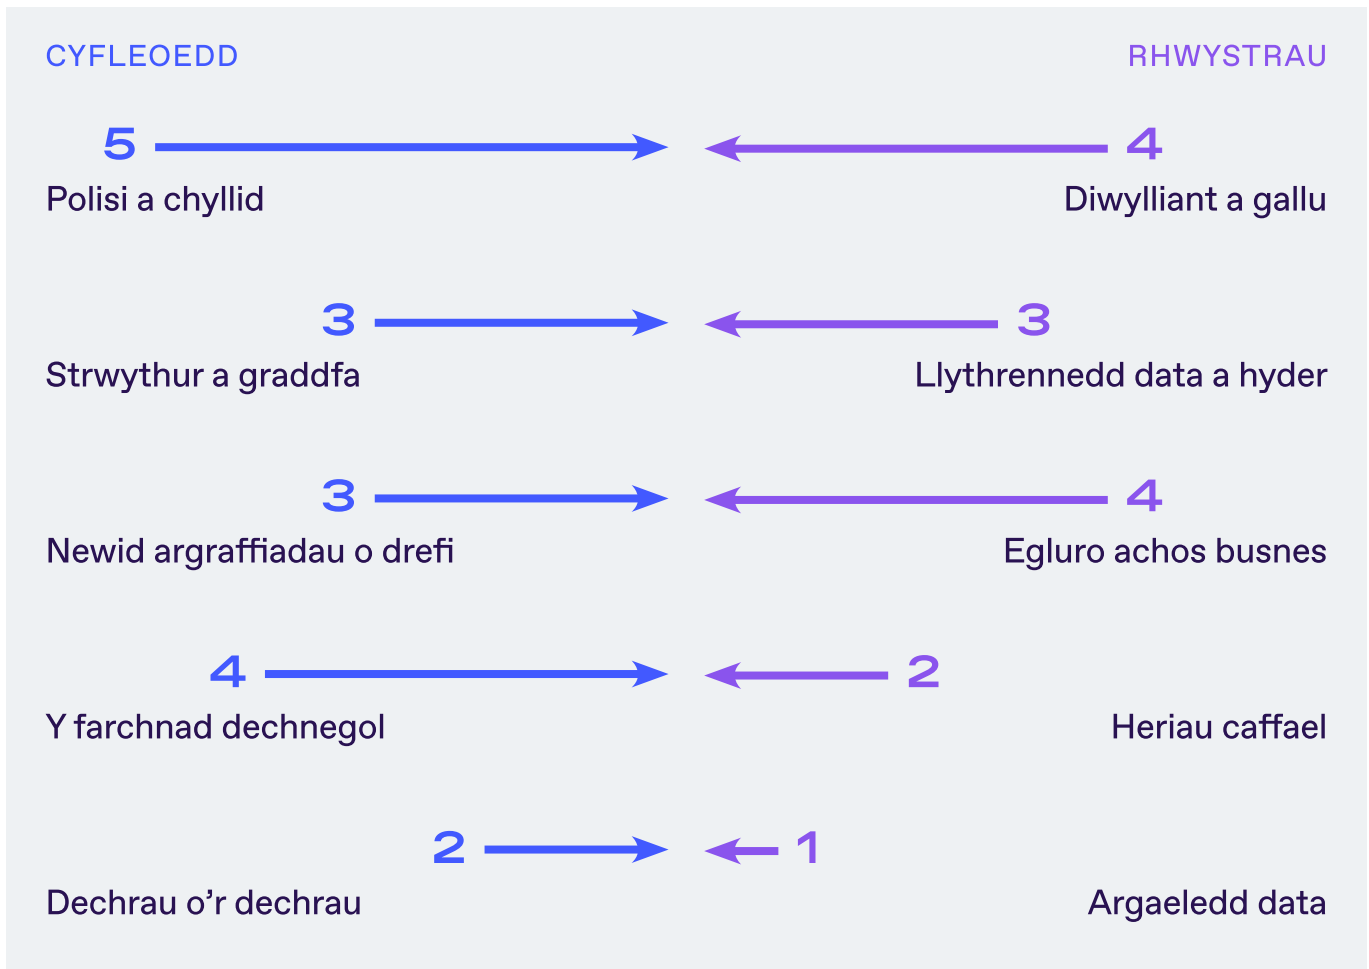 CYFLEOEDD
RHWYSTRAU
5
4
Polisi a chyllid
Diwylliant a gallu
3
3
Strwythur a graddfa
Llythrennedd data a hyder
3
4
Newid argraffiadau o drefi
Egluro achos busnes
4
2
Y farchnad dechnegol
Heriau caffael
2
1
Dechrau o’r dechrau
Argaeledd data